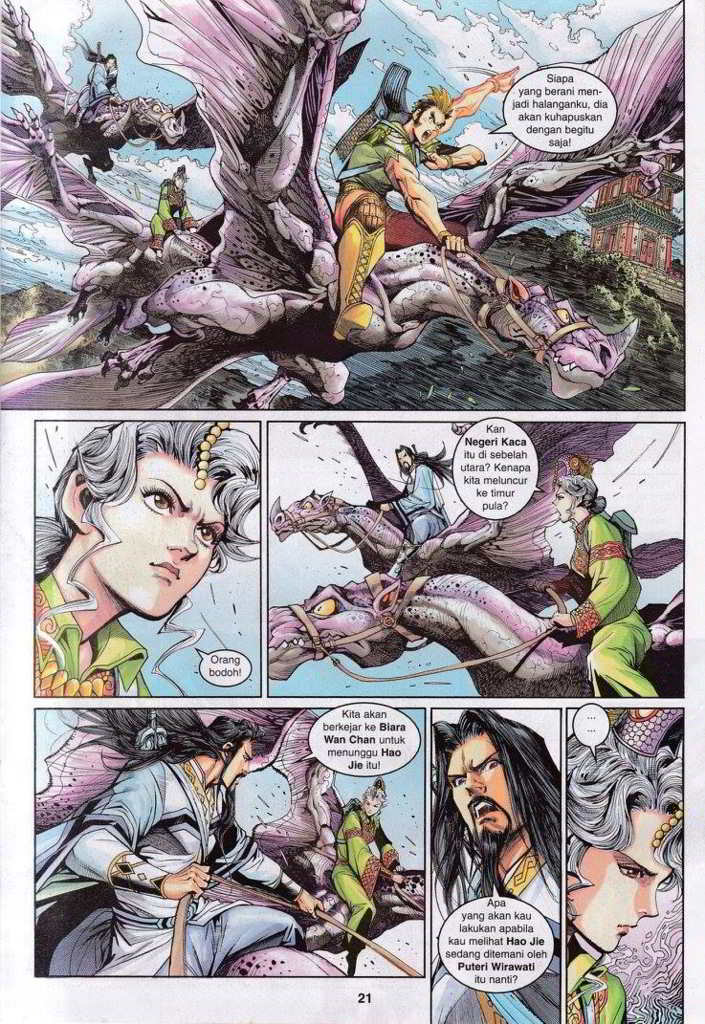 Siapa
yang berani men-
jadi halanganku, dia
akan kuhapuskan
dengan begitu
saja!
Orang
bodoh!
Kan
Negeri Kaca
itu di sebelah
utara? Kenapa
kita meluncur
ke timur
pula?
Kita akan
berkejar ke Biara
Wan Chan untuk
menunggu Hao
Jie itu!
Apa
yang akan kau
lakukan apabila
kau melihat Hao Jie
sedang ditemani oleh
Puteri Wirawati
itu nanti?
...
...
21